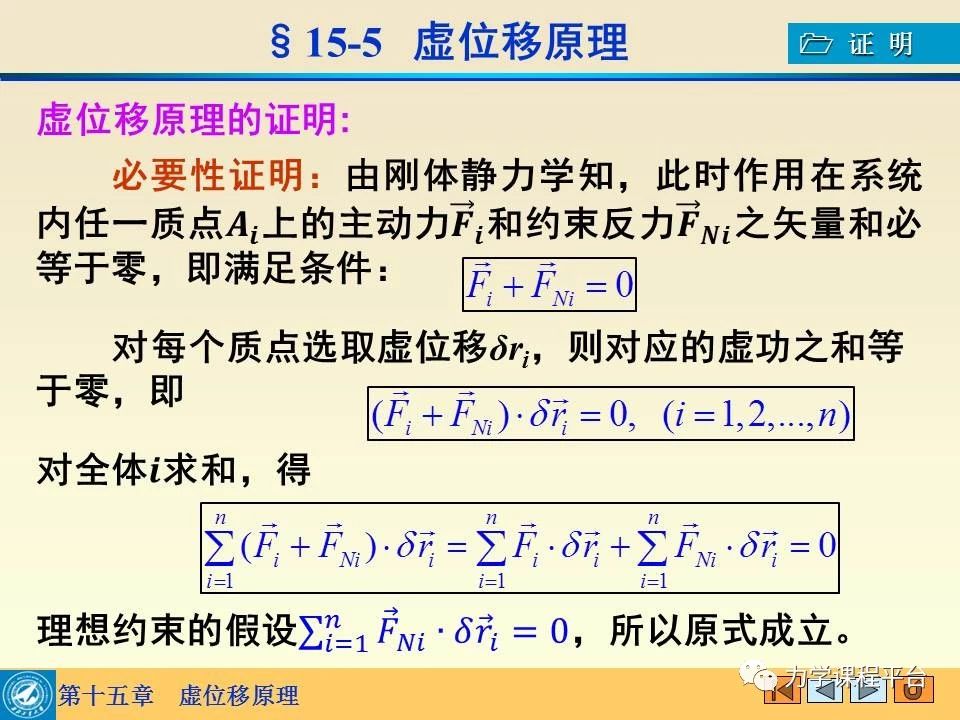 §15-5 虚位移原理
证 明
虚位移原理的证明:
必要性证明：由刚体静力学知，此时作用在系统
内任一质点$A_i$上的主动力$\vec{F}_i$和约束反力$\vec{F}_{Ni}$之矢量和必
等于零，即满足条件：
$\vec{F}_i + \vec{F}_{Ni} = 0$
对每个质点选取虚位移$\delta r_i$，则对应的虚功之和等
于零，即
$(\vec{F}_i + \vec{F}_{Ni}) \cdot \delta \vec{r}_i = 0, \ (i = 1,2,...,n)$
对全体$i$求和，得
$\sum_{i=1}^{n} (\vec{F}_i + \vec{F}_{Ni}) \cdot \delta \vec{r}_i = \sum_{i=1}^{n} \vec{F}_i \cdot \delta \vec{r}_i + \sum_{i=1}^{n} \vec{F}_{Ni} \cdot \delta \vec{r}_i = 0$
理想约束的假设$\sum_{i=1}^{n} \vec{F}_{Ni} \cdot \delta \vec{r}_i = 0$，所以原式成立。
第十五章 虚位移原理
力学课程平台